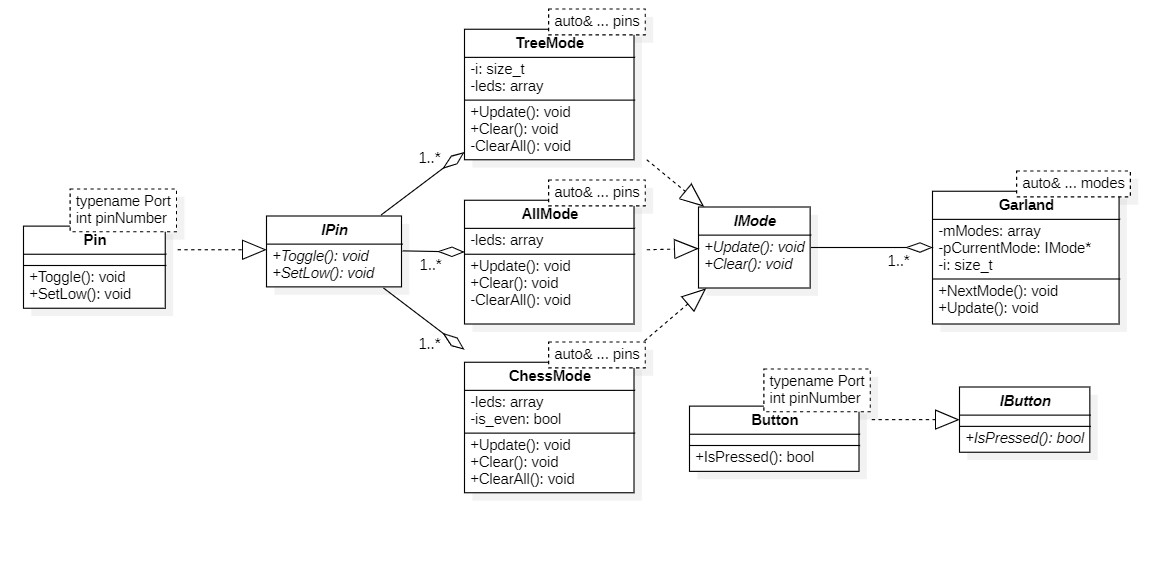 auto& ... pins
TreeMode
-i: size_t
-leds: array
+Update(): void
+Clear(): void
-ClearAll(): void
1..*
typename Port
int pinNumber
Pin
+Toggle(): void
+SetLow(): void
IPin
+Toggle(): void
+SetLow(): void
1..*
auto& ... pins
AllMode
-leds: array
+Update(): void
+Clear(): void
-ClearAll(): void
IMode
+Update(): void
+Clear(): void
1..*
auto& ... modes
Garland
-mModes: array
-pCurrentMode: IMode*
-i: size_t
+NextMode(): void
+Update(): void
1..*
auto& ... pins
ChessMode
-leds: array
-is_even: bool
+Update(): void
+Clear(): void
+ClearAll(): void
typename Port
int pinNumber
Button
+IsPressed(): bool
IButton
+IsPressed(): bool